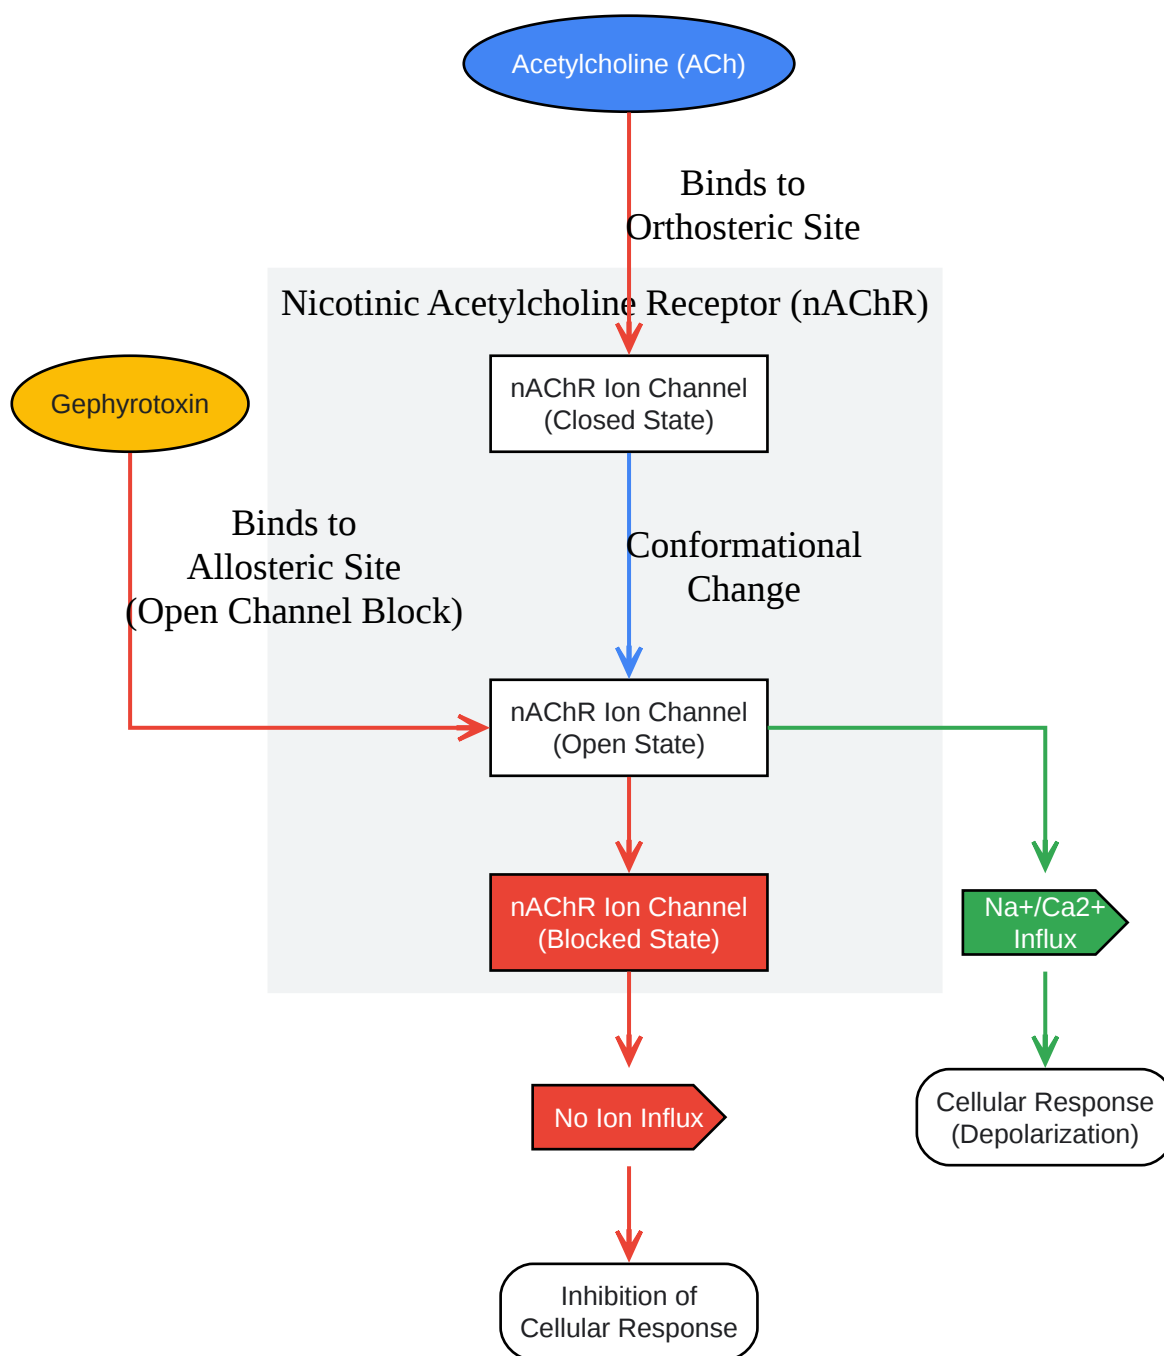 Acetylcholine (ACh)
Binds to
Orthosteric Site
Nicotinic Acetylcholine Receptor (nAChR)
nAChR Ion Channel
(Closed State)
Gephyrotoxin
Binds to
Allosteric Site
(Open Channel Block)
Conformational
Change
nAChR Ion Channel
(Open State)
nAChR Ion Channel
(Blocked State)
Na+/Ca2+
Influx
No Ion Influx
Cellular Response
(Depolarization)
Inhibition of
Cellular Response